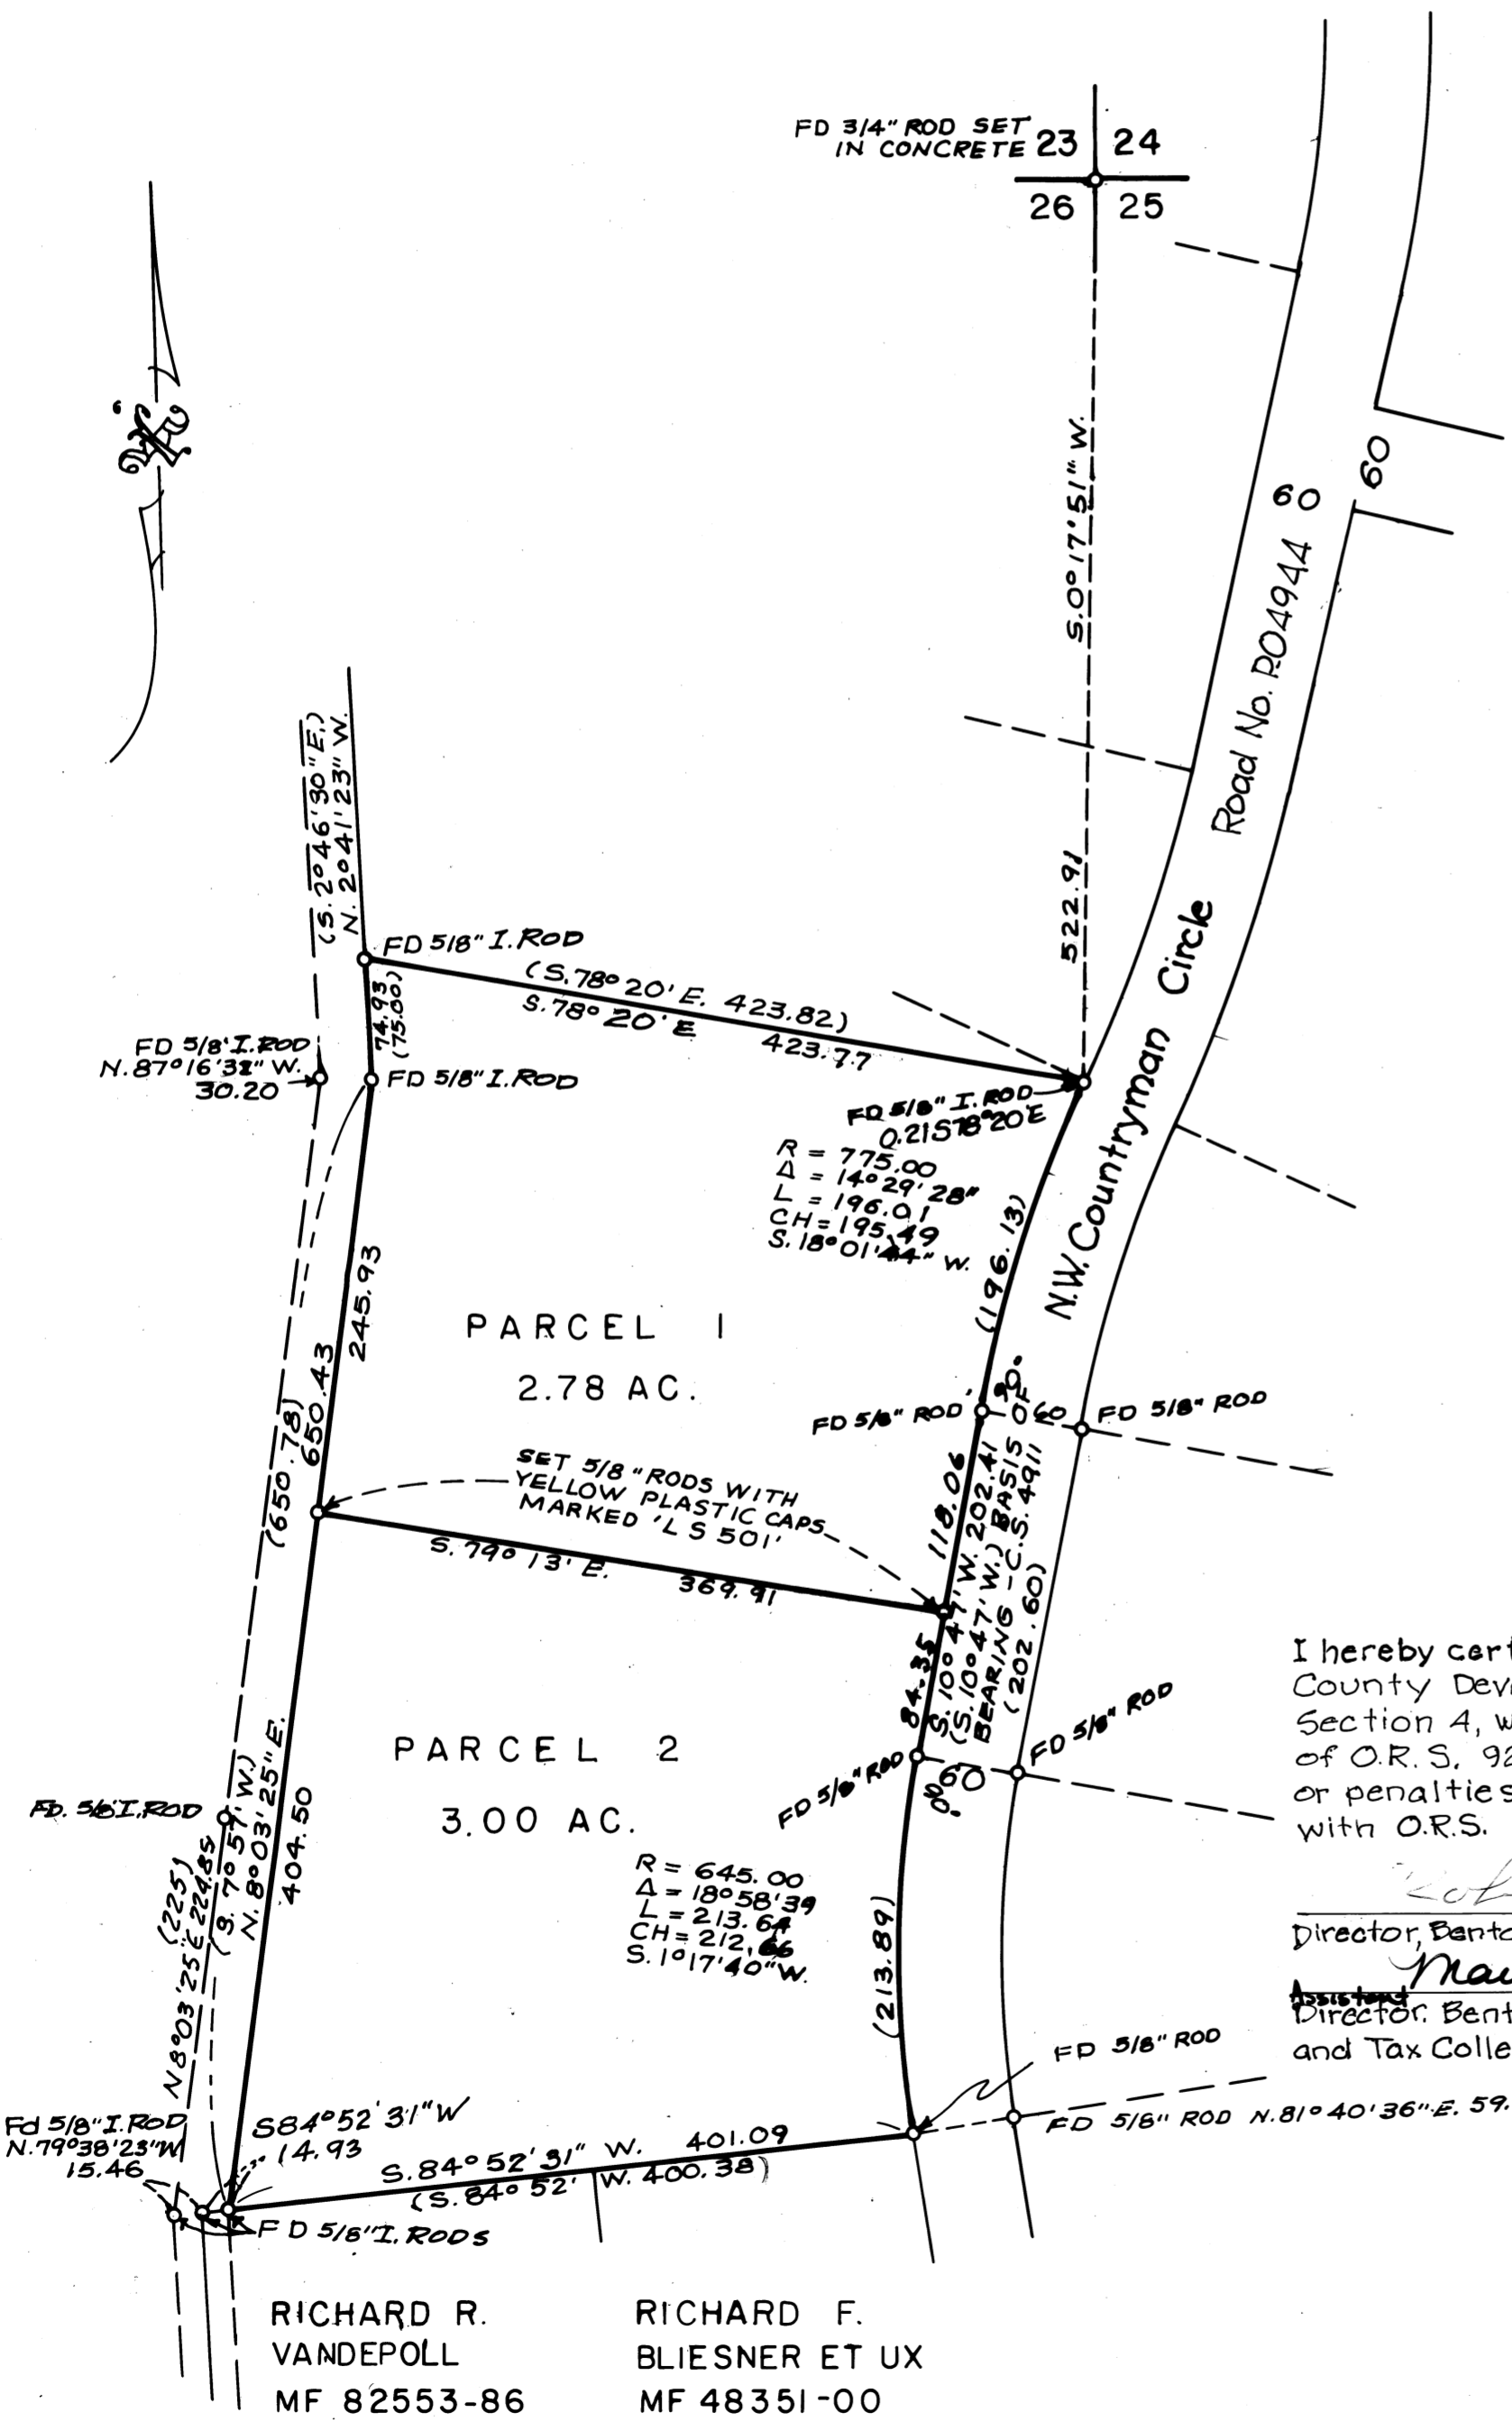 FD 3/4" ROD SET
IN CONCRETE
23 24
26 25
S.0°17'51" W.
522.91
60
60
Road No. R04944
N.W. Countryman Circle
(S. 2°46'30" E.)
N. 2°41'23" W.
FD 5/8" I. ROD
(S. 78° 20' E. 423.82)
S. 78° 20' E
423.77
74.93
(75.00)
FD 5/8" I. ROD
N. 87°16'31" W.
30.20
FD 5/8" I. ROD
FD 5/8" I. ROD
0.21 S78°20'E
R = 775.00
Δ = 14°29'28"
L = 196.01
CH = 195.49
S. 18°01'44" W.
(196.13)
245.93
650.43
(650.78)
PARCEL 1
2.78 AC.
FD 5/8" ROD
90°
60
FD 5/8" ROD
SET 5/8" RODS WITH
YELLOW PLASTIC CAPS
MARKED 'L S 501'
S. 79° 13' E.
369.91
118.06
84.35
S. 10° 47' W. 202.41
(S. 10°47' W.) BASIS OF
BEARING - C.S. 4911
(202.60)
PARCEL 2
3.00 AC.
FD 5/8" ROD
60
90°
FD 5/8" ROD
FD. 5/8" I. ROD
(S. 7°57' W.)
N. 8°03'25" E.
404.50
(225)
N8°03'25"E 224.85
R = 645.00
Δ = 18°58'39
L = 213.64
CH = 212.66
S. 1°17'40" W.
(213.89)
FD 5/8" ROD
FD 5/8" ROD N. 81°40'36" E. 59.
Fd 5/8" I. ROD
N. 79°38'23"W
15.46
S84°52'31"W
14.93
S. 84°52'31" W. 401.09
(S. 84° 52' W. 400.38)
FD 5/8" I. RODS
I hereby cert
County Dev
Section 4, w
of O.R.S. 92
or penalties
with O.R.S.
Director, Bento
Assistant
Director. Bent
and Tax Colle
RICHARD R.
VANDEPOLL
MF 82553-86
RICHARD F.
BLIESNER ET UX
MF 48351-00